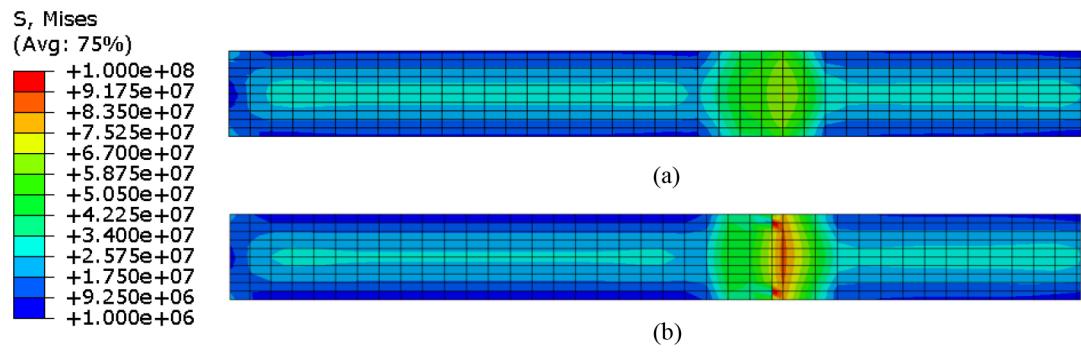 S, Mises
(Avg: 75%)
+1.000e+08
+9.175e+07
+8.350e+07
+7.525e+07
+6.700e+07
+5.875e+07
+5.050e+07
+4.225e+07
+3.400e+07
+2.575e+07
+1.750e+07
+9.250e+06
+1.000e+06
(a)
(b)